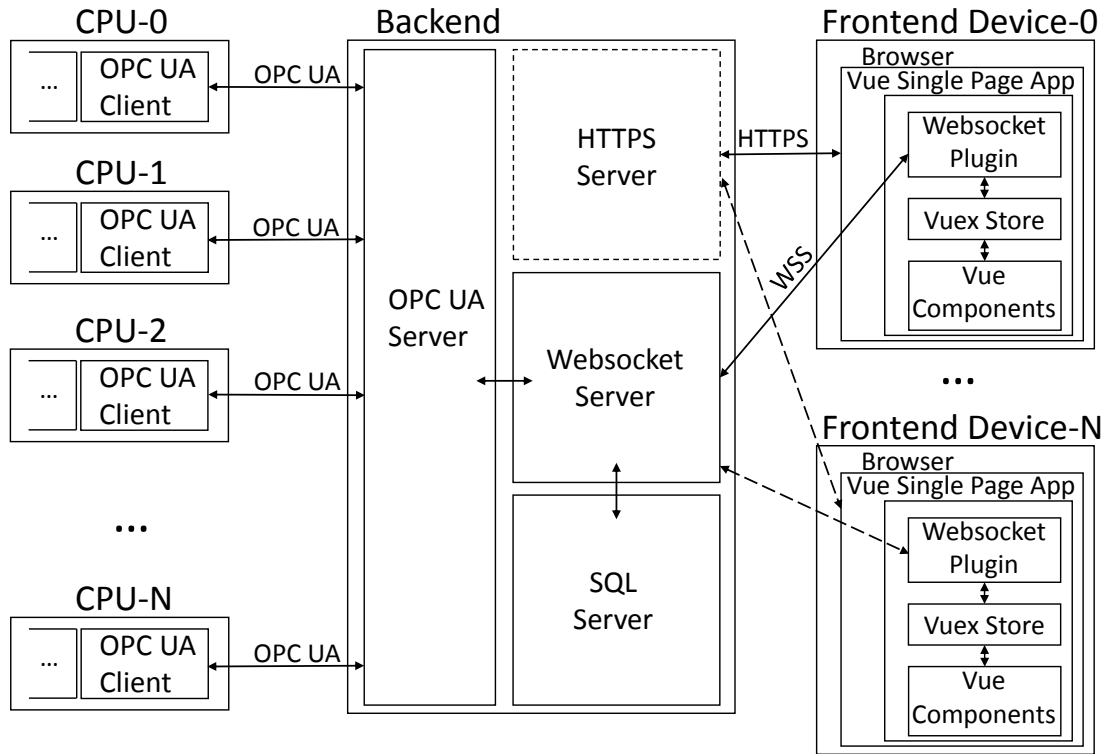 CPU-0
...
OPC UA
Client
OPC UA
CPU-1
...
OPC UA
Client
OPC UA
CPU-2
...
OPC UA
Client
OPC UA
...
CPU-N
...
OPC UA
Client
OPC UA
Backend
OPC UA
Server
HTTPS
Server
Websocket
Server
SQL
Server
HTTPS
WSS
Frontend Device-0
Browser
Vue Single Page App
Websocket
Plugin
Vuex Store
Vue
Components
...
Frontend Device-N
Browser
Vue Single Page App
Websocket
Plugin
Vuex Store
Vue
Components